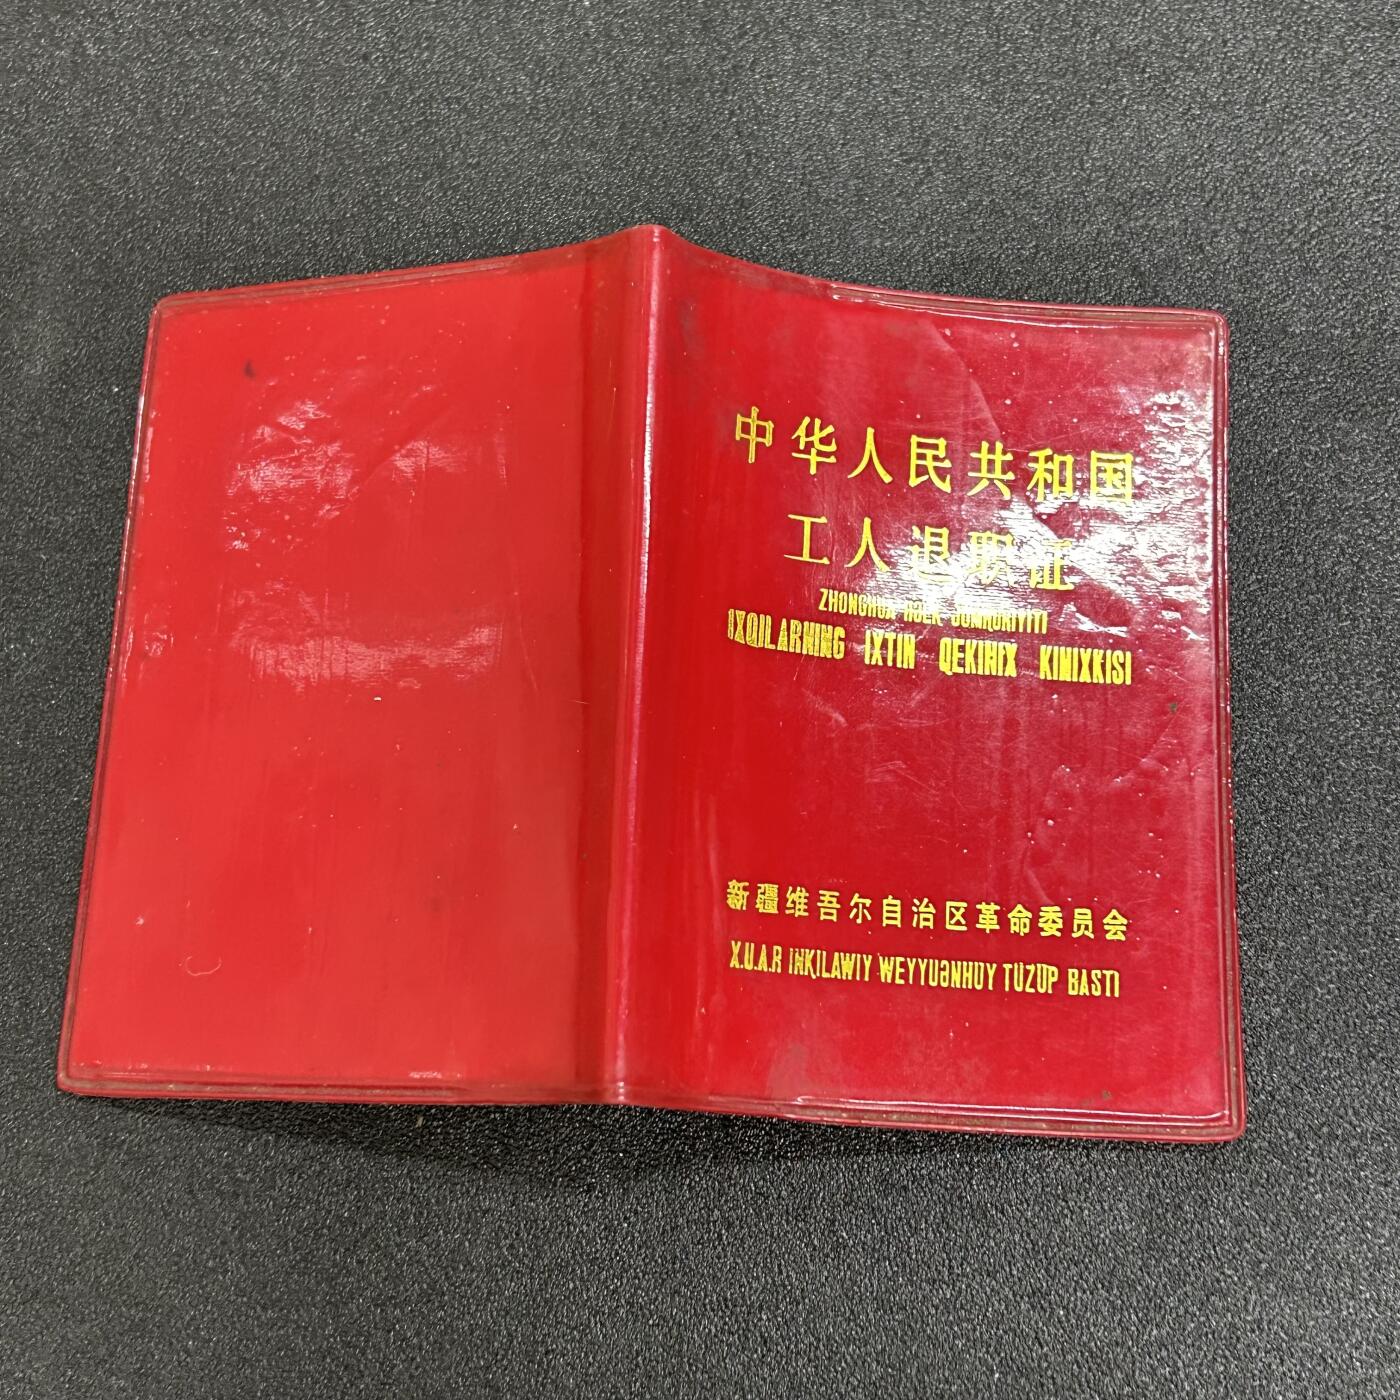 中华人民共和国
工人退职证
ZHONGHUA HƏLK JUMHURIYITI
IXQILARNING IXTIN QEKINIX KINIXKISI
新疆维吾尔自治区革命委员会
X.U.A.R INKILAWIY WEYYUƏNHUY TÜZÜP BASTI